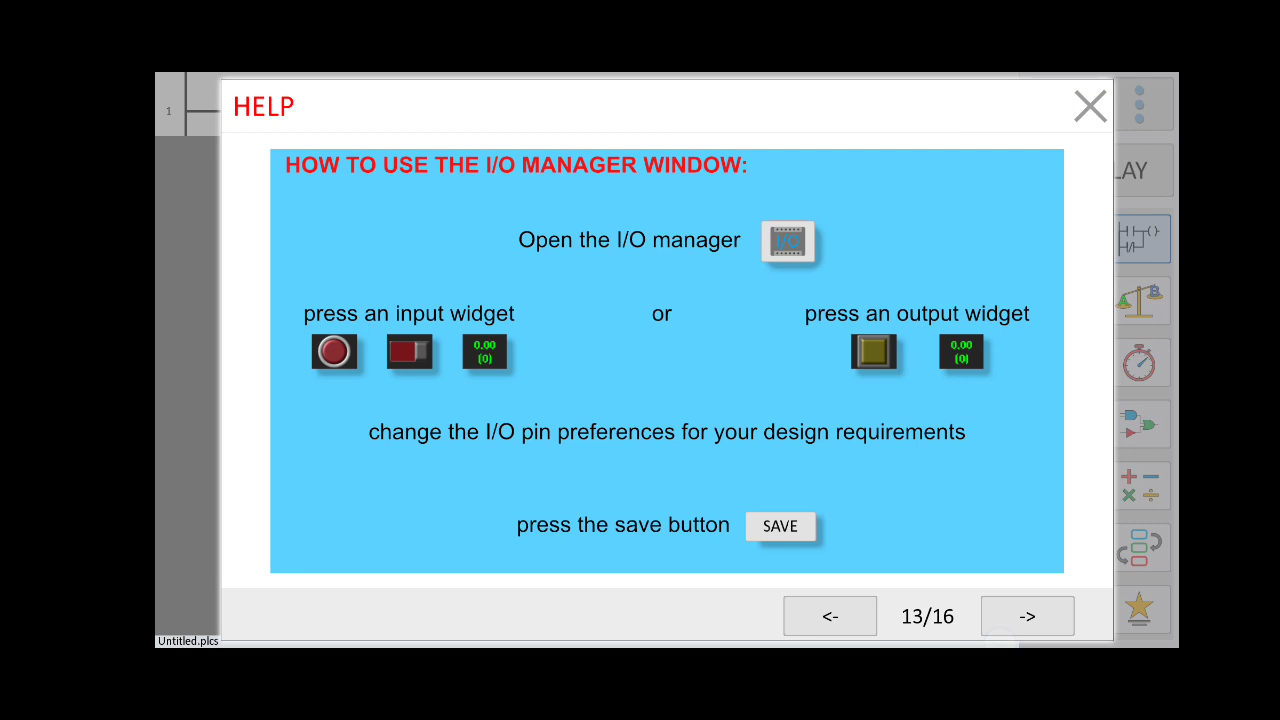 1
HELP
LAY
HOW TO USE THE I/O MANAGER WINDOW:
Open the I/O manager I/O
press an input widget or press an output widget
0.00 0.00
(0) (0)
A B
change the I/O pin preferences for your design requirements
press the save button SAVE
<- 13/16 ->
Untitled.plcs